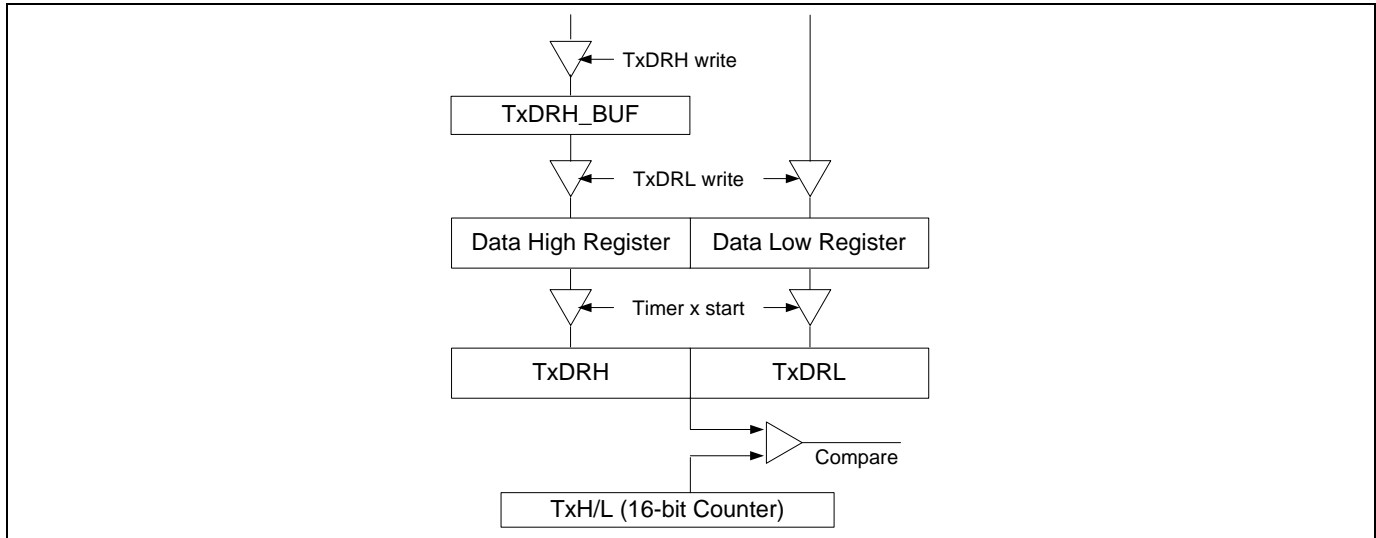 TxDRH write
TxDRH_BUF
TxDRL write
Data High Register
Data Low Register
Timer x start
TxDRH
TxDRL
Compare
TxH/L (16-bit Counter)